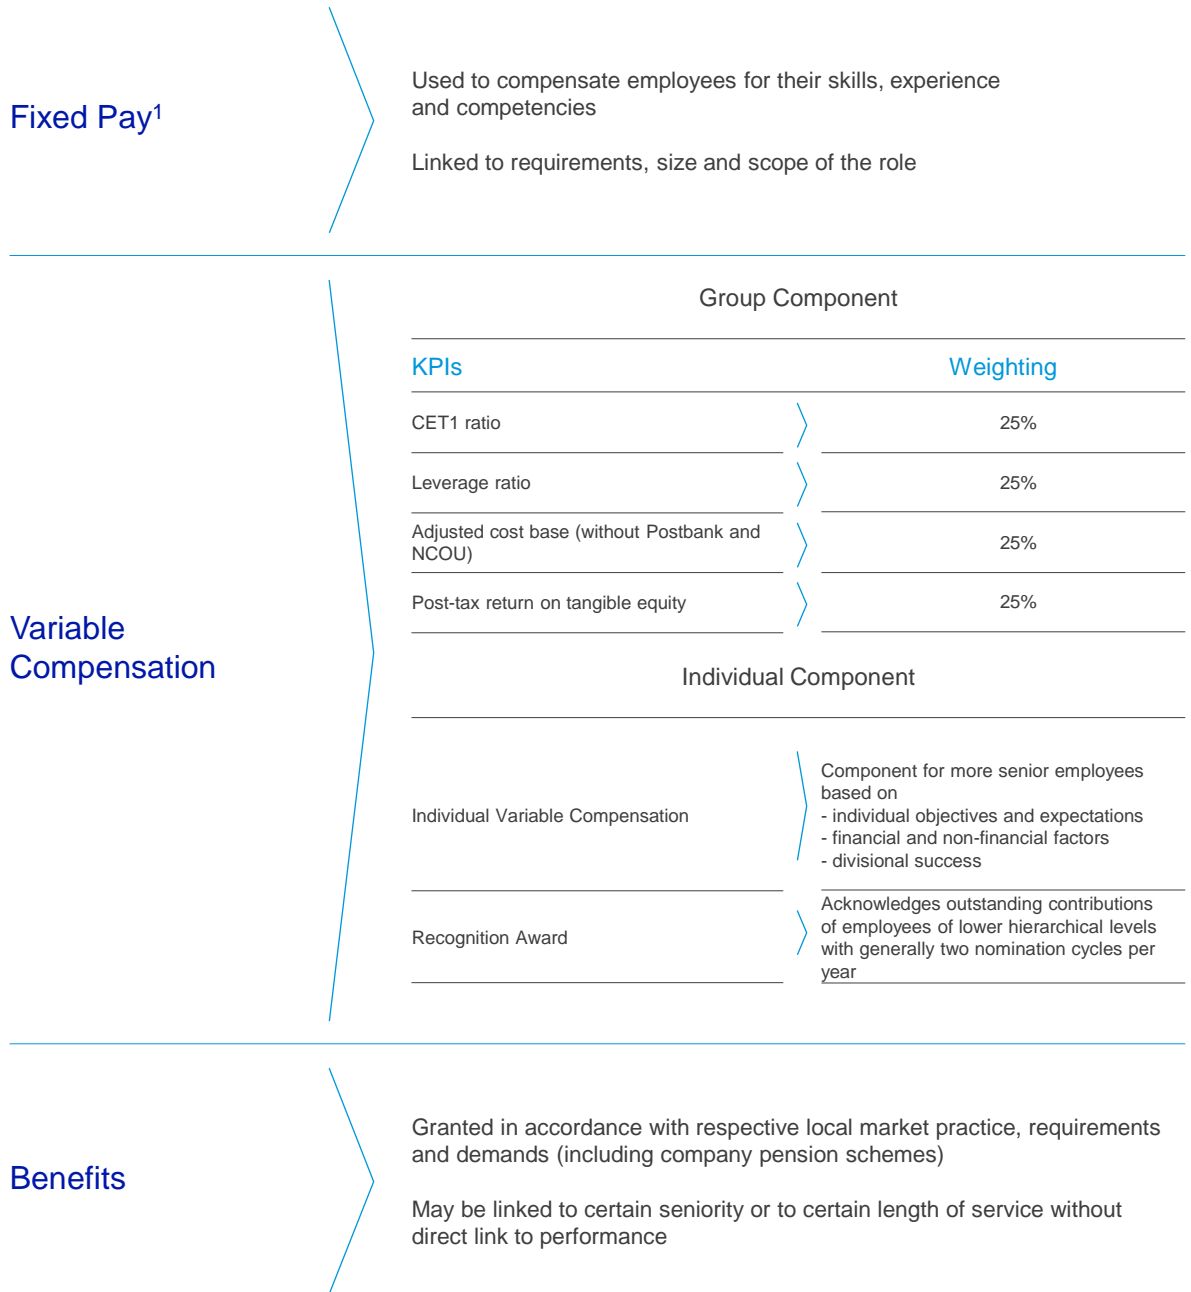 Fixed Pay¹
Used to compensate employees for their skills, experience
and competencies
Linked to requirements, size and scope of the role
Variable
Compensation
Group Component
KPIs Weighting
CET1 ratio 25%
Leverage ratio 25%
Adjusted cost base (without Postbank and
NCOU) 25%
Post-tax return on tangible equity 25%
Individual Component
Individual Variable Compensation
Component for more senior employees
based on
- individual objectives and expectations
- financial and non-financial factors
- divisional success
Recognition Award
Acknowledges outstanding contributions
of employees of lower hierarchical levels
with generally two nomination cycles per
year
Benefits
Granted in accordance with respective local market practice, requirements
and demands (including company pension schemes)
May be linked to certain seniority or to certain length of service without
direct link to performance